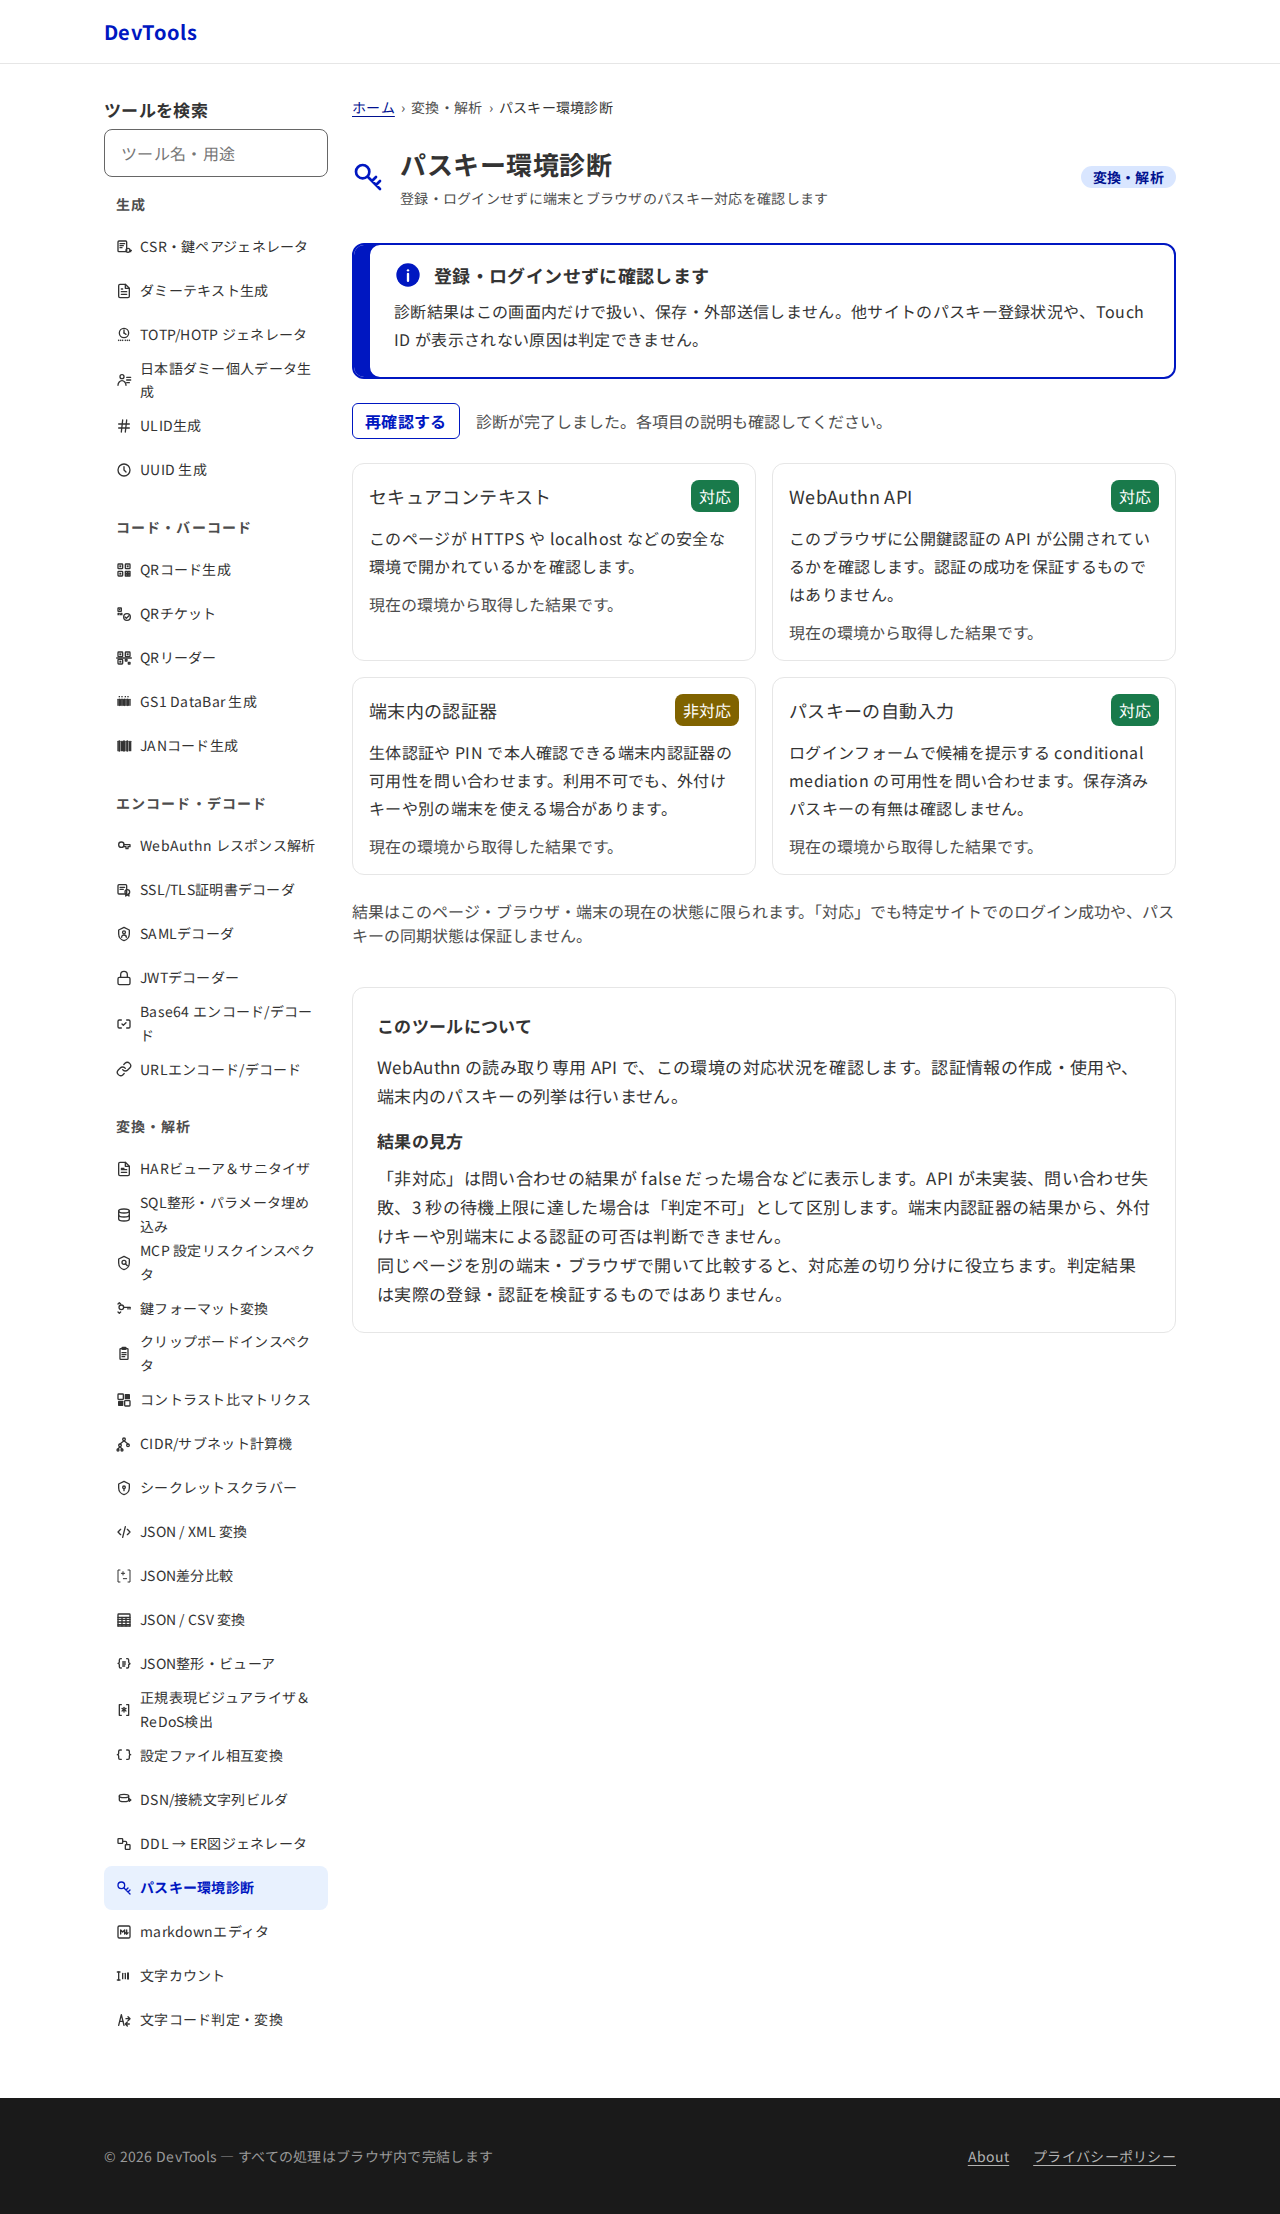 DevTools
ツールを検索
ツール名・用途
生成
CSR・鍵ペアジェネレータ
ダミーテキスト生成
TOTP/HOTP ジェネレータ
日本語ダミー個人データ生
成
ULID生成
UUID 生成
コード・バーコード
QRコード生成
QRチケット
QRリーダー
GS1 DataBar 生成
JANコード生成
エンコード・デコード
WebAuthn レスポンス解析
SSL/TLS証明書デコーダ
SAMLデコーダ
JWTデコーダー
Base64 エンコード/デコー
ド
URLエンコード/デコード
変換・解析
HARビューア＆サニタイザ
SQL整形・パラメータ埋め
込み
MCP 設定リスクインスペク
タ
鍵フォーマット変換
クリップボードインスペク
タ
コントラスト比マトリクス
CIDR/サブネット計算機
シークレットスクラバー
JSON / XML 変換
JSON差分比較
JSON / CSV 変換
JSON整形・ビューア
正規表現ビジュアライザ＆
ReDoS検出
設定ファイル相互変換
DSN/接続文字列ビルダ
DDL → ER図ジェネレータ
パスキー環境診断
markdownエディタ
文字カウント
文字コード判定・変換
ホーム › 変換・解析 › パスキー環境診断
パスキー環境診断
登録・ログインせずに端末とブラウザのパスキー対応を確認します
変換・解析
登録・ログインせずに確認します
診断結果はこの画面内だけで扱い、保存・外部送信しません。他サイトのパスキー登録状況や、Touch
ID が表示されない原因は判定できません。
再確認する
診断が完了しました。各項目の説明も確認してください。
セキュアコンテキスト
対応
このページが HTTPS や localhost などの安全な
環境で開かれているかを確認します。
現在の環境から取得した結果です。
WebAuthn API
対応
このブラウザに公開鍵認証の API が公開されてい
るかを確認します。認証の成功を保証するもので
はありません。
現在の環境から取得した結果です。
端末内の認証器
非対応
生体認証や PIN で本人確認できる端末内認証器の
可用性を問い合わせます。利用不可でも、外付け
キーや別の端末を使える場合があります。
現在の環境から取得した結果です。
パスキーの自動入力
対応
ログインフォームで候補を提示する conditional
mediation の可用性を問い合わせます。保存済み
パスキーの有無は確認しません。
現在の環境から取得した結果です。
結果はこのページ・ブラウザ・端末の現在の状態に限られます。「対応」でも特定サイトでのログイン成功や、パス
キーの同期状態は保証しません。
このツールについて
WebAuthn の読み取り専用 API で、この環境の対応状況を確認します。認証情報の作成・使用や、
端末内のパスキーの列挙は行いません。
結果の見方
「非対応」は問い合わせの結果が false だった場合などに表示します。API が未実装、問い合わせ失
敗、3 秒の待機上限に達した場合は「判定不可」として区別します。端末内認証器の結果から、外付
けキーや別端末による認証の可否は判断できません。
同じページを別の端末・ブラウザで開いて比較すると、対応差の切り分けに役立ちます。判定結果
は実際の登録・認証を検証するものではありません。
© 2026 DevTools — すべての処理はブラウザ内で完結します
About
プライバシーポリシー